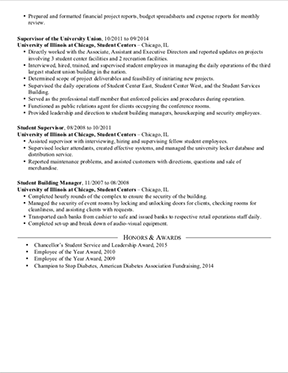 • Prepared and formatted financial project reports, budget spreadsheets and expense reports for monthly
review.
Supervisor of the University Union, 10/2011 to 09/2014
University of Illinois at Chicago, Student Centers – Chicago, IL
• Directly worked with the Associate, Assistant and Executive Directors and reported updates on projects
involving 3 student center facilities and 2 recreation facilities.
• Interviewed, hired, trained, and supervised student employees in managing the daily operations of the third
largest student union building in the nation.
• Determined scope of project deliverables and feasibility of initiating new projects.
• Supervised the daily operations of Student Center East, Student Center West, and the Student Services
Building.
• Served as the professional staff member that enforced policies and procedures during operation.
• Functioned as public relations agent for clients occupying the conference rooms.
• Provided leadership and direction to student building managers, housekeeping and security employees.
Student Supervisor, 08/2008 to 10/2011
University of Illinois at Chicago, Student Centers – Chicago, IL
• Assisted supervisor with interviewing, hiring and supervising fellow student employees.
• Supervised locker attendants, created effective systems, and managed the university locker database and
distribution service.
• Reported maintenance problems, and assisted customers with directions, questions and sale of
merchandise.
Student Building Manager, 11/2007 to 06/2008
University of Illinois at Chicago, Student Centers – Chicago, IL
• Completed hourly rounds of the complex to ensure the security of the building.
• Managed the security of event rooms by locking and unlocking doors for clients, checking rooms for
cleanliness, and assisting clients with requests.
• Transported cash banks from cashier to safe and issued banks to respective retail operations staff daily.
• Completed set-up and break down of audio-visual equipment.
HONORS & AWARDS
• Chancellor's Student Service and Leadership Award, 2015
• Employee of the Year Award, 2010
• Employee of the Year Award, 2009
• Champion to Stop Diabetes, American Diabetes Association Fundraising, 2014